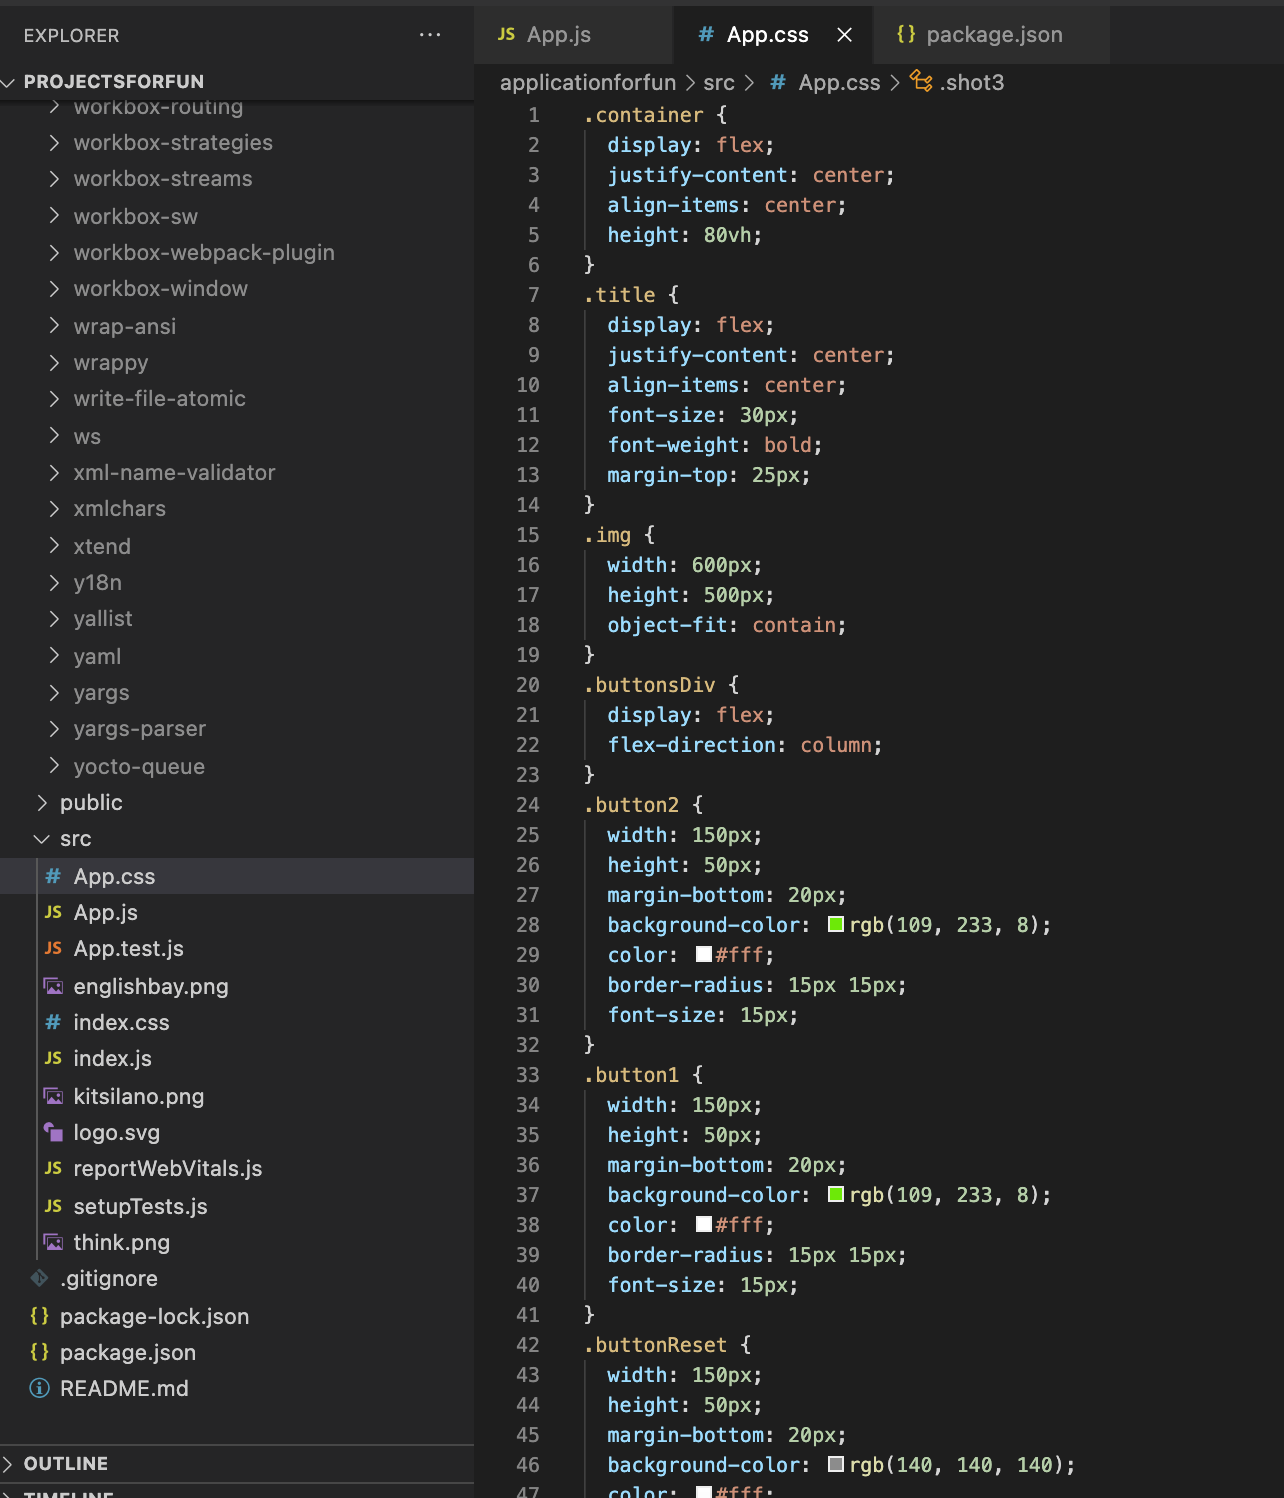 EXPLORER
PROJECTSFORFUN
workbox-routing
workbox-strategies
workbox-streams
workbox-sw
workbox-webpack-plugin
workbox-window
wrap-ansi
wrappy
write-file-atomic
ws
xml-name-validator
xmlchars
xtend
y18n
yallist
yaml
yargs
yargs-parser
yocto-queue
public
src
# App.css
JS App.js
JS App.test.js
englishbay.png
# index.css
JS index.js
kitsilano.png
logo.svg
JS reportWebVitals.js
JS setupTests.js
think.png
.gitignore
{} package-lock.json
{} package.json
README.md
OUTLINE
TIMELINE
JS App.js
# App.css
{} package.json
applicationforfun > src > # App.css > .shot3
1 .container {
2 display: flex;
3 justify-content: center;
4 align-items: center;
5 height: 80vh;
6 }
7 .title {
8 display: flex;
9 justify-content: center;
10 align-items: center;
11 font-size: 30px;
12 font-weight: bold;
13 margin-top: 25px;
14 }
15 .img {
16 width: 600px;
17 height: 500px;
18 object-fit: contain;
19 }
20 .buttonsDiv {
21 display: flex;
22 flex-direction: column;
23 }
24 .button2 {
25 width: 150px;
26 height: 50px;
27 margin-bottom: 20px;
28 background-color: rgb(109, 233, 8);
29 color: #fff;
30 border-radius: 15px 15px;
31 font-size: 15px;
32 }
33 .button1 {
34 width: 150px;
35 height: 50px;
36 margin-bottom: 20px;
37 background-color: rgb(109, 233, 8);
38 color: #fff;
39 border-radius: 15px 15px;
40 font-size: 15px;
41 }
42 .buttonReset {
43 width: 150px;
44 height: 50px;
45 margin-bottom: 20px;
46 background-color: rgb(140, 140, 140);
47 color: #fff;